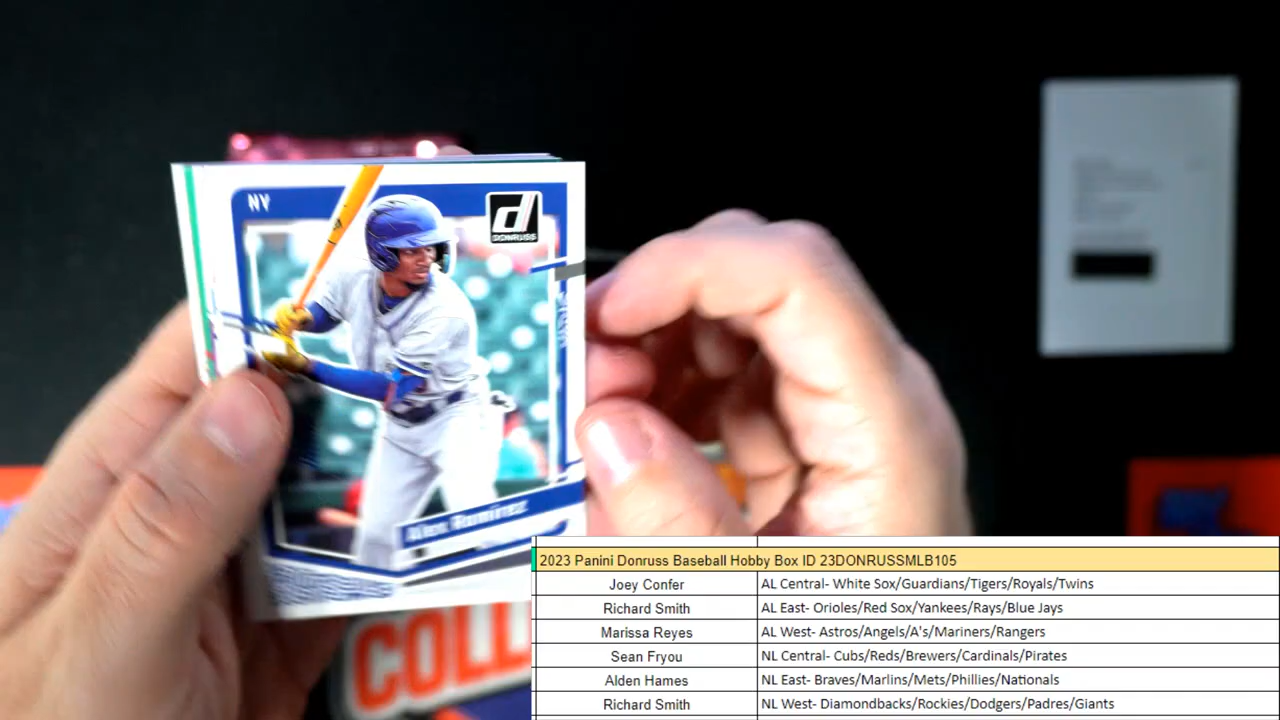 NY
d
DONRUSS
Alex Ramirez
COLL
2023 Panini Donruss Baseball Hobby Box ID 23DONRUSSMLB105
Joey Confer AL Central- White Sox/Guardians/Tigers/Royals/Twins
Richard Smith AL East- Orioles/Red Sox/Yankees/Rays/Blue Jays
Marissa Reyes AL West- Astros/Angels/A's/Mariners/Rangers
Sean Fryou NL Central- Cubs/Reds/Brewers/Cardinals/Pirates
Alden Hames NL East- Braves/Marlins/Mets/Phillies/Nationals
Richard Smith NL West- Diamondbacks/Rockies/Dodgers/Padres/Giants